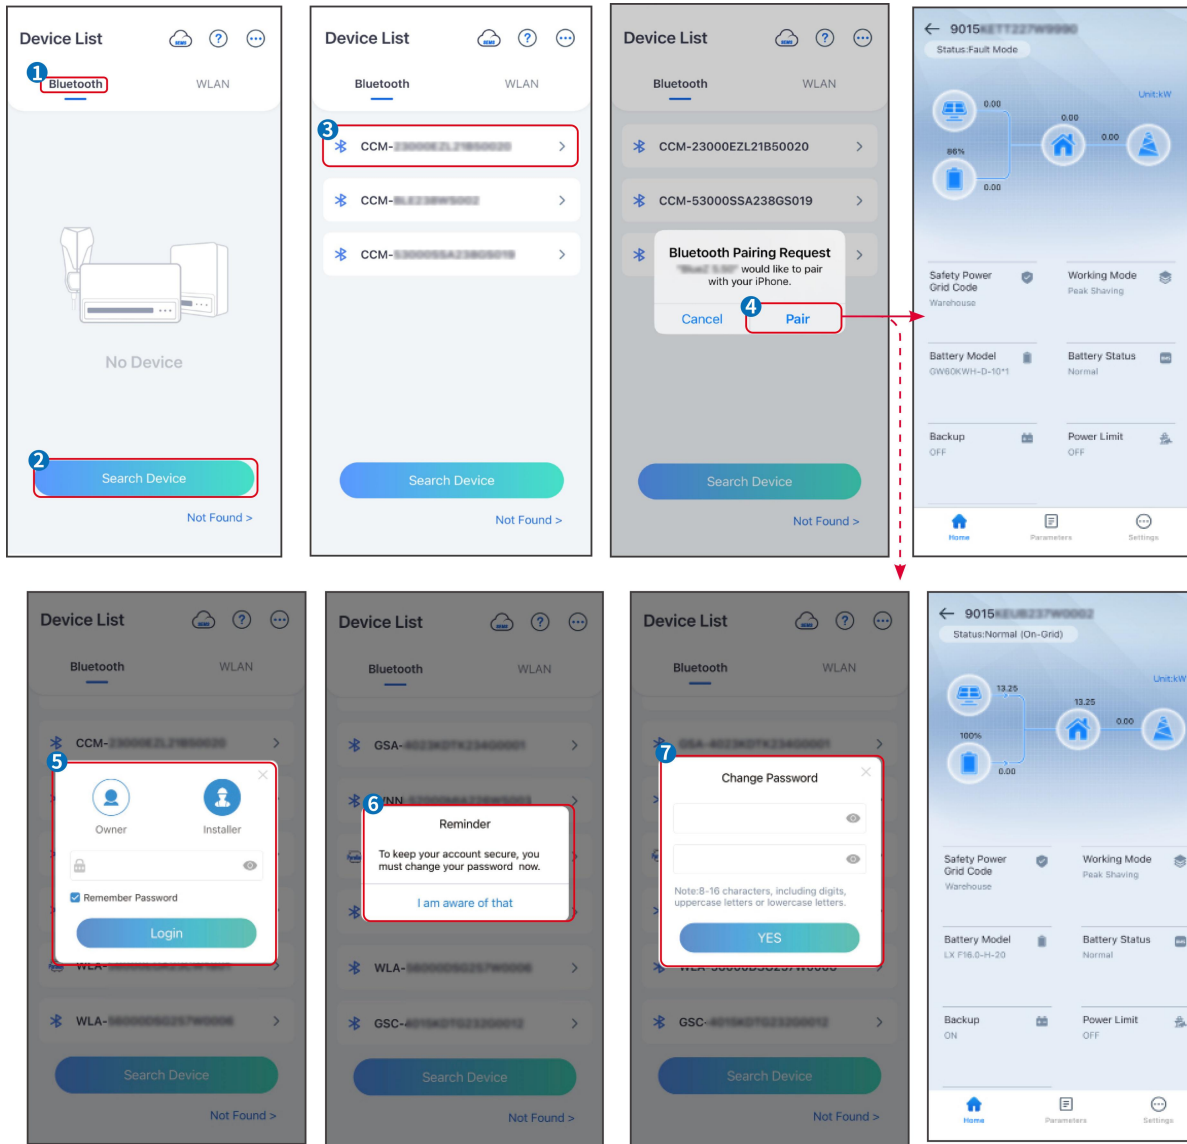 Device List
?
1
Bluetooth
WLAN
No Device
2
Search Device
Not Found >
Device List
?
Bluetooth
WLAN
3
CCM-
CCM-
CCM-
Search Device
Not Found >
Device List
?
Bluetooth
WLAN
CCM-23000EZL21B50020
CCM-53000SSA238GS019
Bluetooth Pairing Request
would like to pair
with your iPhone.
4
Cancel
Pair
Search Device
Not Found >
9015
Status:Fault Mode
Unit:kW
0.00
0.00
0.00
86%
0.00
Safety Power
Grid Code
Warehouse
Working Mode
Peak Shaving
Battery Model
GW60KWH-D-10*1
Battery Status
Normal
Backup
OFF
Power Limit
OFF
Home
Parameters
Settings
Device List
?
Bluetooth
WLAN
CCM-
5
Owner
Installer
Remember Password
Login
WLA-
WLA-
Search Device
Not Found >
Device List
?
Bluetooth
WLAN
GSA-
6
Reminder
To keep your account secure, you
must change your password now.
I am aware of that
WLA-
GSC-
Search Device
Not Found >
Device List
?
Bluetooth
WLAN
7
Change Password
Note:8-16 characters, including digits,
uppercase letters or lowercase letters.
YES
GSC-
Search Device
Not Found >
9015
Status:Normal (On-Grid)
Unit:kW
13.25
13.25
0.00
100%
0.00
Safety Power
Grid Code
Warehouse
Working Mode
Peak Shaving
Battery Model
LX F16.0-H-20
Battery Status
Normal
Backup
ON
Power Limit
OFF
Home
Parameters
Settings